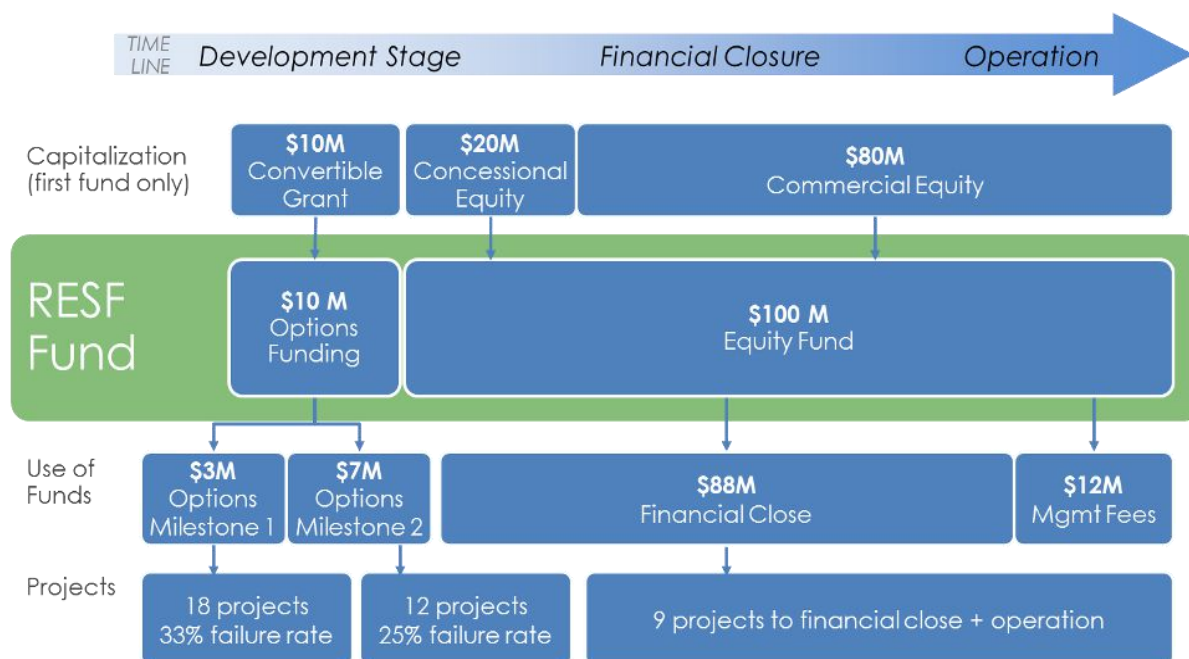 TIME
LINE
Development Stage
Financial Closure
Operation
Capitalization
(first fund only)
$10M
Convertible
Grant
$20M
Concessional
Equity
$80M
Commercial Equity
RESF
Fund
$10 M
Options
Funding
$100 M
Equity Fund
Use of
Funds
$3M
Options
Milestone 1
$7M
Options
Milestone 2
$88M
Financial Close
$12M
Mgmt Fees
Projects
18 projects
33% failure rate
12 projects
25% failure rate
9 projects to financial close + operation